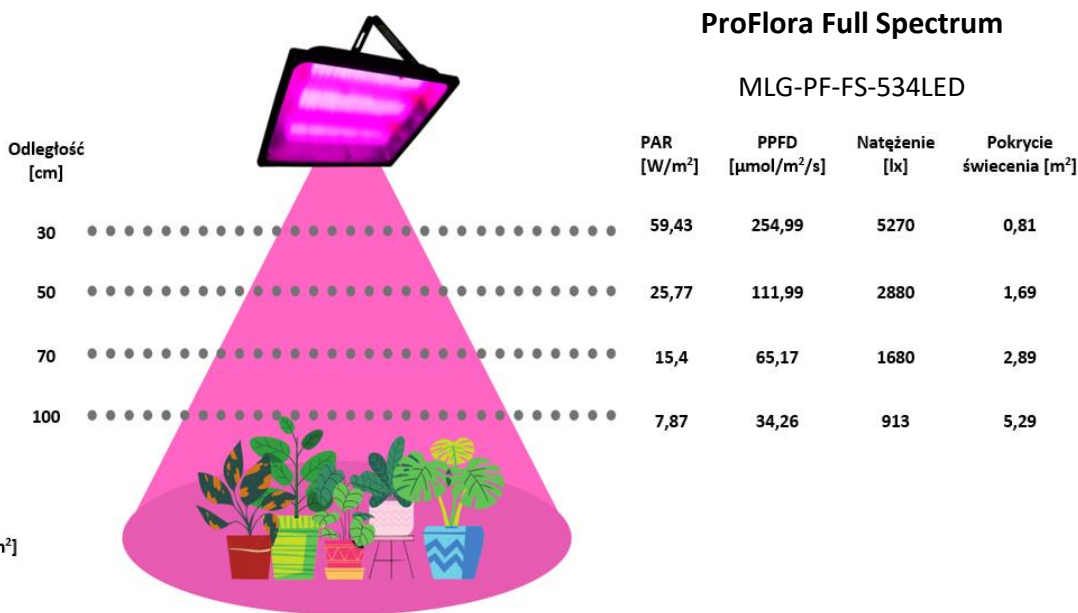 ProFlora Full Spectrum
MLG-PF-FS-534LED
Odległość
[cm]
PAR
[W/m²]
PPFD
[µmol/m²/s]
Natężenie
[lx]
Pokrycie
świecenia [m²]
30 59,43 254,99 5270 0,81
50 25,77 111,99 2880 1,69
70 15,4 65,17 1680 2,89
100 7,87 34,26 913 5,29